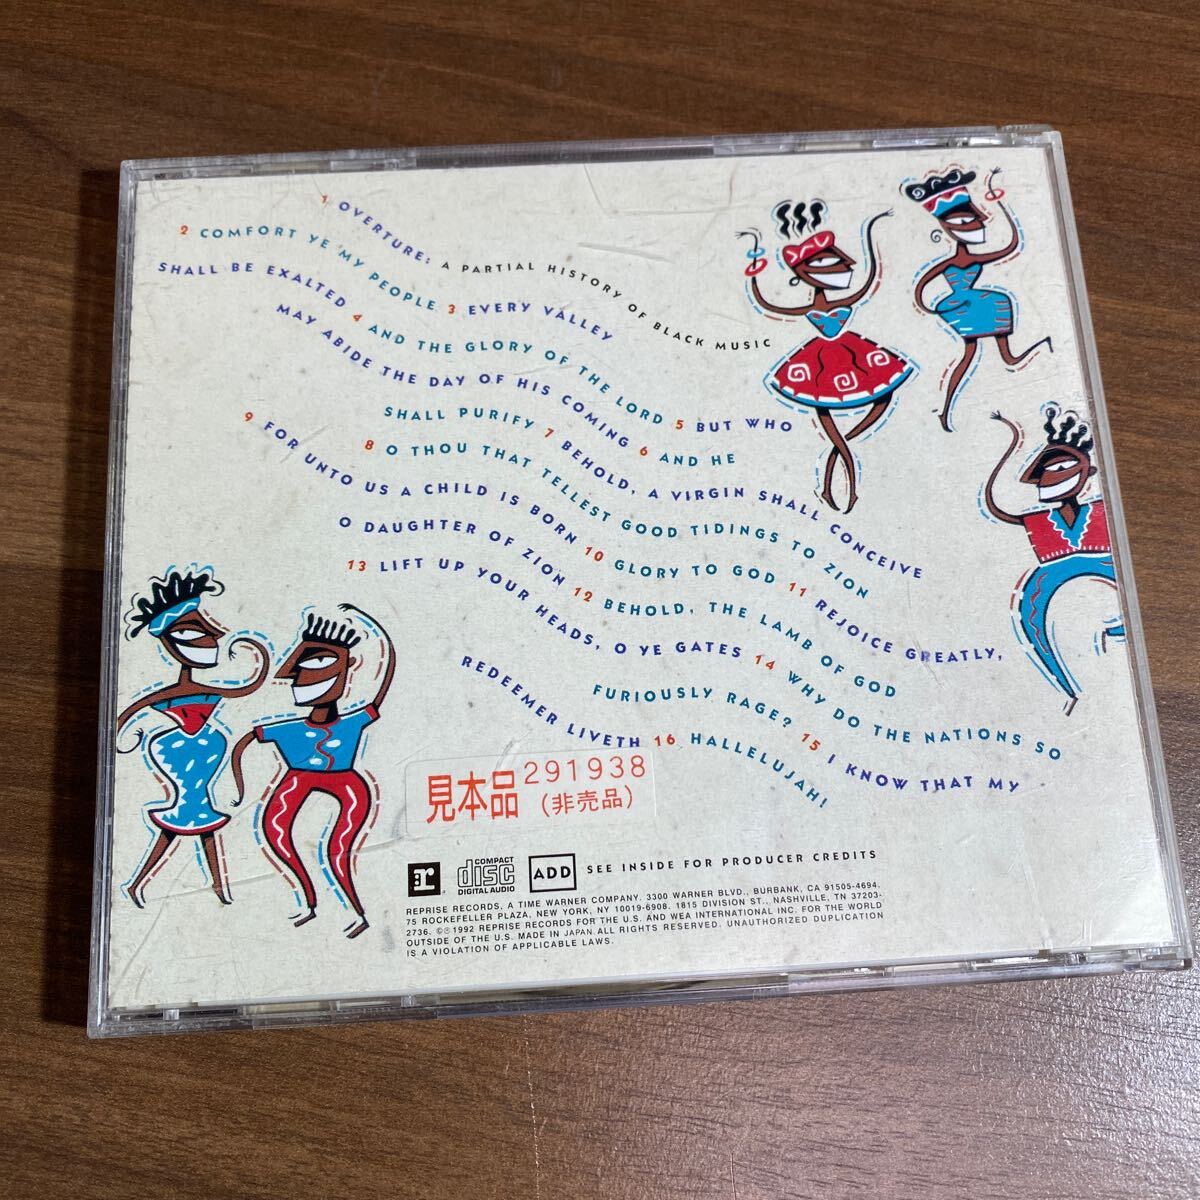 1 OVERTURE: A PARTIAL HISTORY OF BLACK MUSIC
2 COMFORT YE MY PEOPLE 3 EVERY VALLEY
SHALL BE EXALTED 4 AND THE GLORY OF THE LORD 5 BUT WHO
MAY ABIDE THE DAY OF HIS COMING 6 AND HE
SHALL PURIFY 7 BEHOLD, A VIRGIN SHALL CONCEIVE
8 O THOU THAT TELLEST GOOD TIDINGS TO ZION
9 FOR UNTO US A CHILD IS BORN 10 GLORY TO GOD 11 REJOICE GREATLY,
O DAUGHTER OF ZION 12 BEHOLD, THE LAMB OF GOD
13 LIFT UP YOUR HEADS, O YE GATES 14 WHY DO THE NATIONS SO
FURIOUSLY RAGE? 15 I KNOW THAT MY
REDEEMER LIVETH 16 HALLELUJAH!
見本品 291938
(非売品)
r
COMPACT
disc
DIGITAL AUDIO
ADD
SEE INSIDE FOR PRODUCER CREDITS
REPRISE RECORDS, A TIME WARNER COMPANY. 3300 WARNER BLVD., BURBANK, CA 91505-4694.
75 ROCKEFELLER PLAZA, NEW YORK, NY 10019-6908. 1815 DIVISION ST., NASHVILLE, TN 37203-
2736. ©℗1992 REPRISE RECORDS FOR THE U.S. AND WEA INTERNATIONAL INC. FOR THE WORLD
OUTSIDE OF THE U.S. MADE IN JAPAN. ALL RIGHTS RESERVED. UNAUTHORIZED DUPLICATION
IS A VIOLATION OF APPLICABLE LAWS.